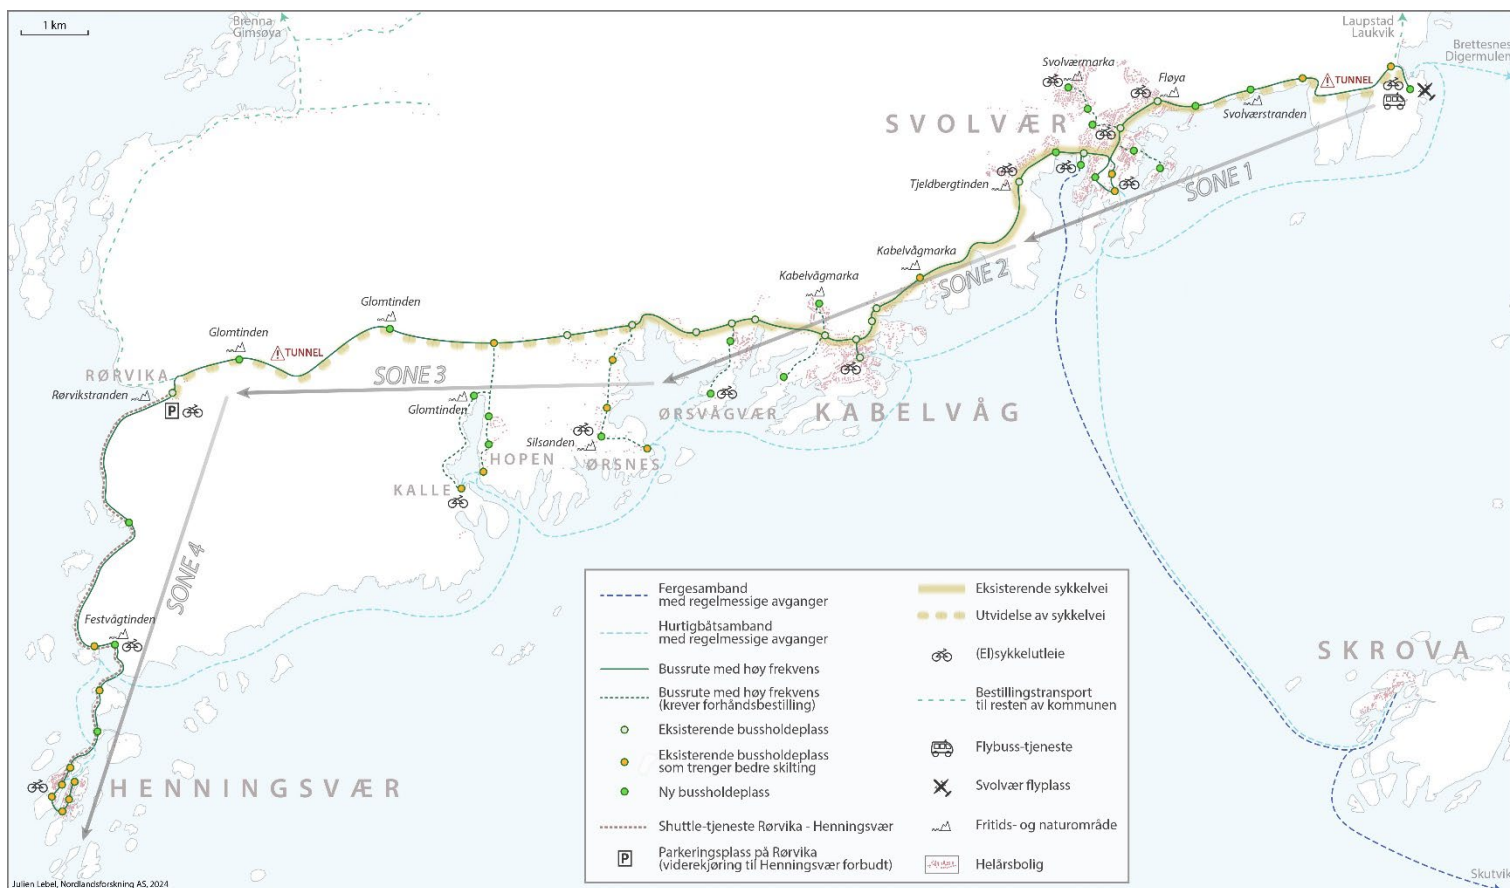 1 km
Brenna
Gimsøya
Laupstad
Laukvik
Brettesnes
Digermulen
Svolværmarka
Fløya
TUNNEL
SVOLVÆR
Svolværstranden
SONE 1
Tjeldbergtinden
Kabelvågmarka
Kabelvågmarka
SONE 2
Glomtinden
Glomtinden
TUNNEL
RØRVIKA
SONE 3
Rørvikstranden
P
Glomtinden
ØRSVÅGVÆR
KABELVÅG
Silsanden
HOPEN
ØRSNES
KALLE
SONE 4
Festvågtinden
HENNINGSVÆR
SKROVA
Skutvik
Fergesamband
med regelmessige avganger
Hurtigbåtsamband
med regelmessige avganger
Bussrute med høy frekvens
Bussrute med høy frekvens
(krever forhåndsbestilling)
Eksisterende bussholdeplass
Eksisterende bussholdeplass
som trenger bedre skilting
Ny bussholdeplass
Shuttle-tjeneste Rørvika - Henningsvær
P
Parkeringsplass på Rørvika
(viderekjøring til Henningsvær forbudt)
Eksisterende sykkelvei
Utvidelse av sykkelvei
(El)sykkelutleie
Bestillingstransport
til resten av kommunen
Flybuss-tjeneste
Svolvær flyplass
Fritids- og naturområde
Helårsbolig
Julien Lebel, Nordlandsforskning AS, 2024